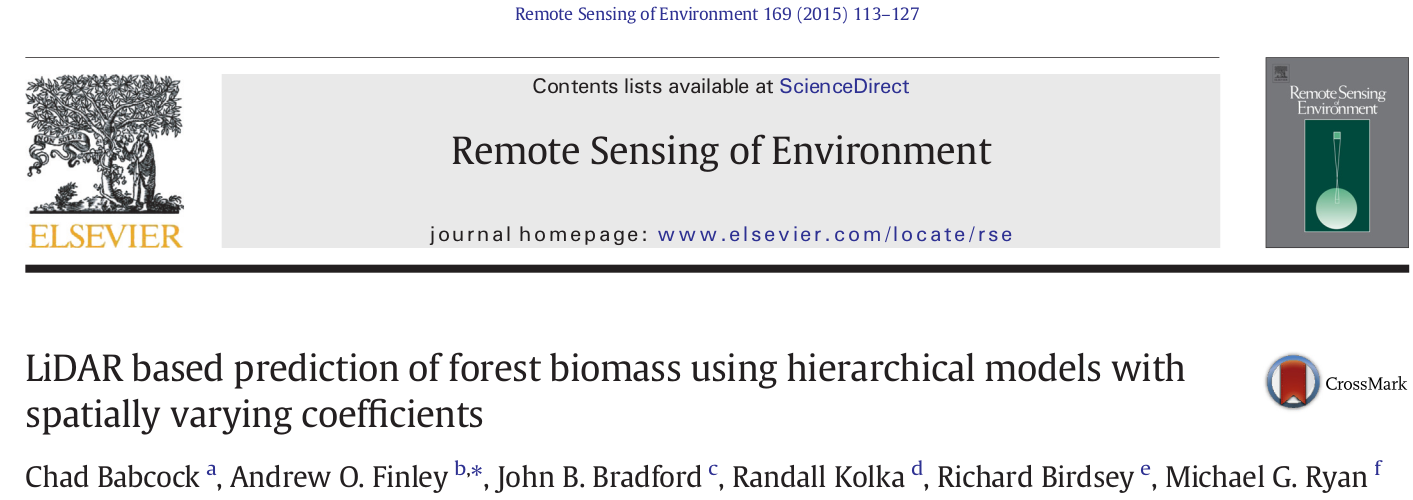 Remote Sensing of Environment 169 (2015) 113–127
Contents lists available at ScienceDirect
Remote Sensing of Environment
journal homepage: www.elsevier.com/locate/rse
ELSEVIER
Remote Sensing
of
Environment
LiDAR based prediction of forest biomass using hierarchical models with
spatially varying coefficients
CrossMark
Chad Babcock a, Andrew O. Finley b,*, John B. Bradford c, Randall Kolka d, Richard Birdsey e, Michael G. Ryan f